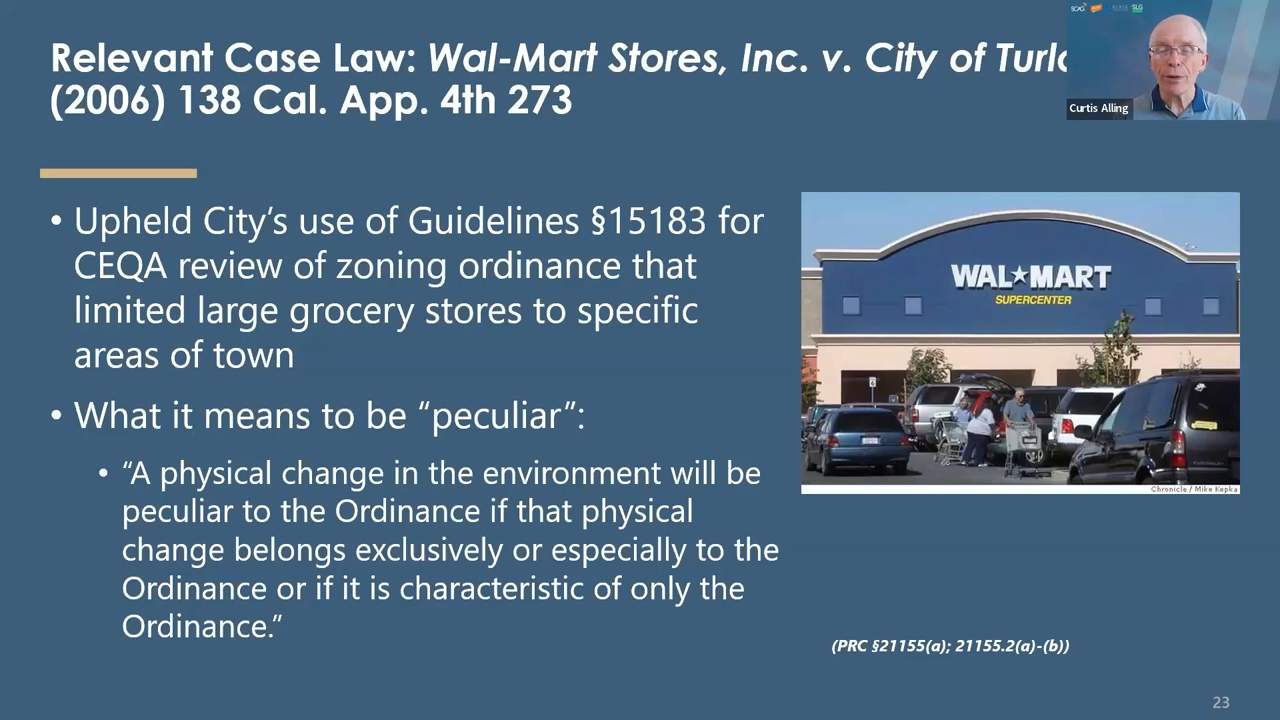 Relevant Case Law: Wal-Mart Stores, Inc. v. City of
(2006) 138 Cal. App. 4th 273
SCAG
SLG
Curtis Alling
• Upheld City’s use of Guidelines §15183 for
CEQA review of zoning ordinance that
limited large grocery stores to specific
areas of town
• What it means to be “peculiar”:
• “A physical change in the environment will be
peculiar to the Ordinance if that physical
change belongs exclusively or especially to the
Ordinance or if it is characteristic of only the
Ordinance.”
WAL★MART
SUPERCENTER
Chronicle / Mike Kepka
(PRC §21155(a); 21155.2(a)-(b))
23